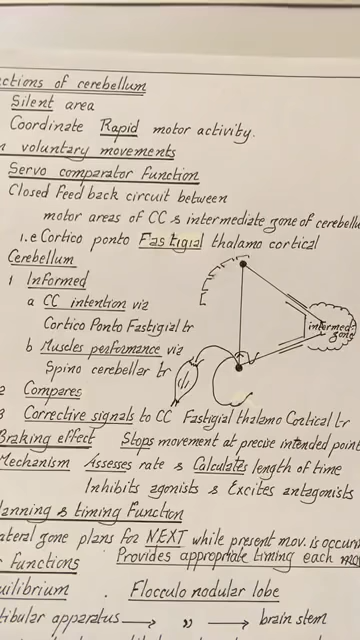 ctions of cerebellum
Silent area
Coordinate Rapid motor activity.
n voluntary movements
Servo comparator function
Closed feed back circuit between
motor areas of CC & intermediate zone of cerebellu
i.e Cortico ponto Fastigial thalamo cortical
Cerebellum
1 Informed
a CC intention via
Cortico Ponto Fastigial tr
intermed.
zone
b Muscles performance via
Spino cerebellar tr
2 Compares
3 Corrective signals to CC Fastigial thalamo Cortical tr
Braking effect Stops movement at precise intended point
Mechanism Assesses rate & Calculates length of time
Inhibits agonists & Excites antagonists
lanning & timing Function
ateral zone plans for NEXT while present mov. is occurin
r functions Provides appropriate timing each mo
uilibrium . Flocculo nodular lobe
tibular apparatus → " → brain stem